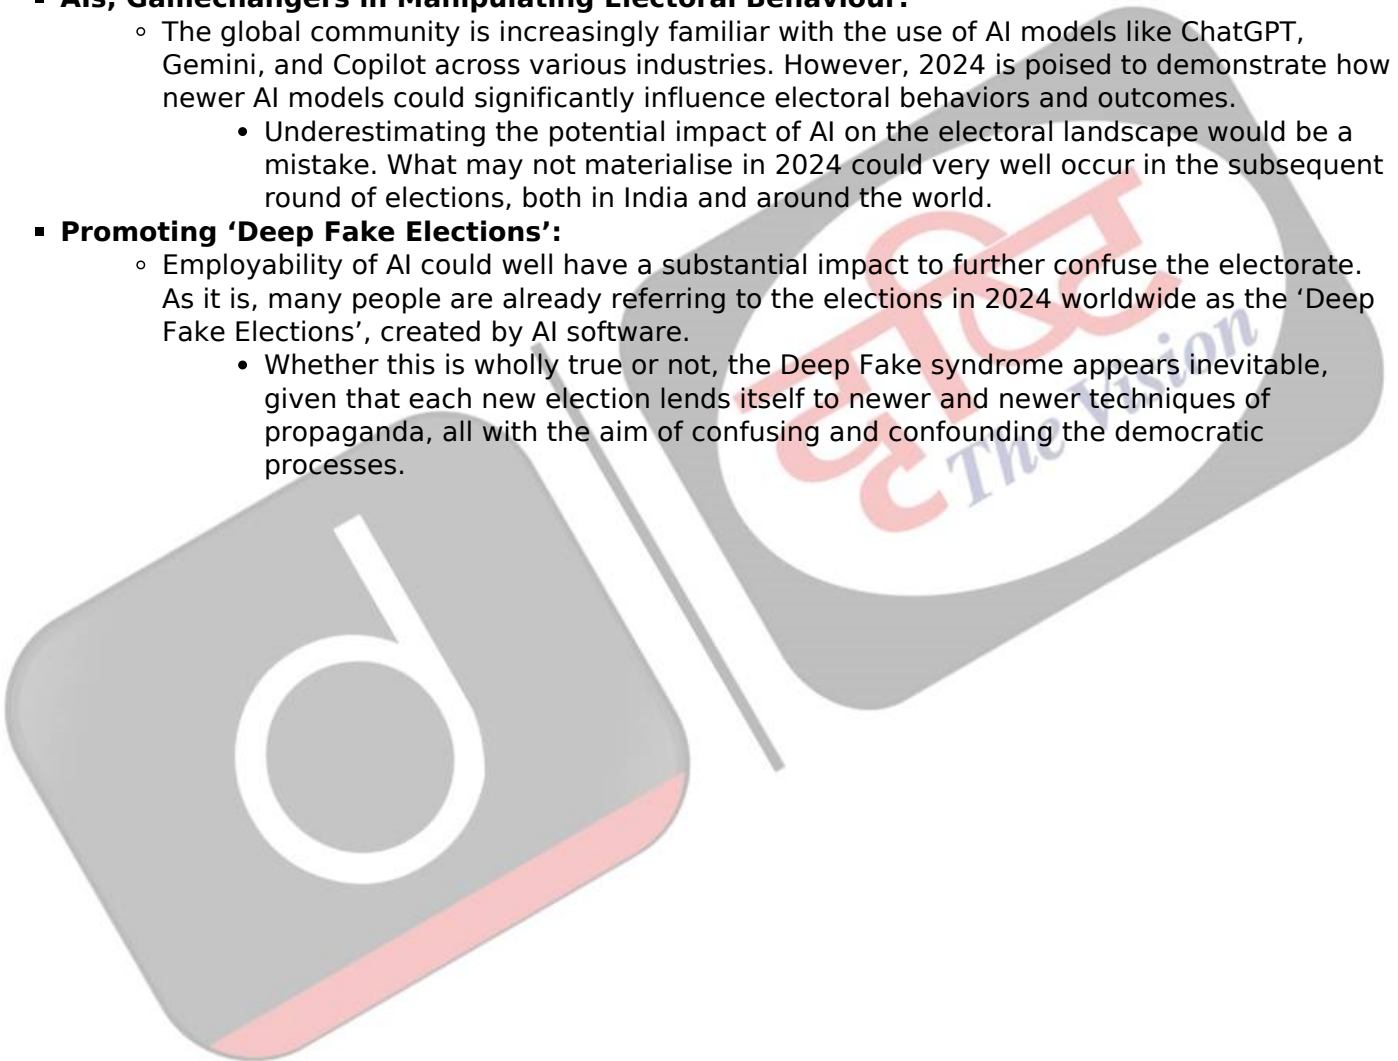 AIs, Gamechangers in Manipulating Electoral Behaviour:
The global community is increasingly familiar with the use of AI models like ChatGPT,
Gemini, and Copilot across various industries. However, 2024 is poised to demonstrate how
newer AI models could significantly influence electoral behaviors and outcomes.
Underestimating the potential impact of AI on the electoral landscape would be a
mistake. What may not materialise in 2024 could very well occur in the subsequent
round of elections, both in India and around the world.
Promoting ‘Deep Fake Elections’:
Employability of AI could well have a substantial impact to further confuse the electorate.
As it is, many people are already referring to the elections in 2024 worldwide as the ‘Deep
Fake Elections’, created by AI software.
Whether this is wholly true or not, the Deep Fake syndrome appears inevitable,
given that each new election lends itself to newer and newer techniques of
propaganda, all with the aim of confusing and confounding the democratic
processes.
दृष्टि
The Vision
d